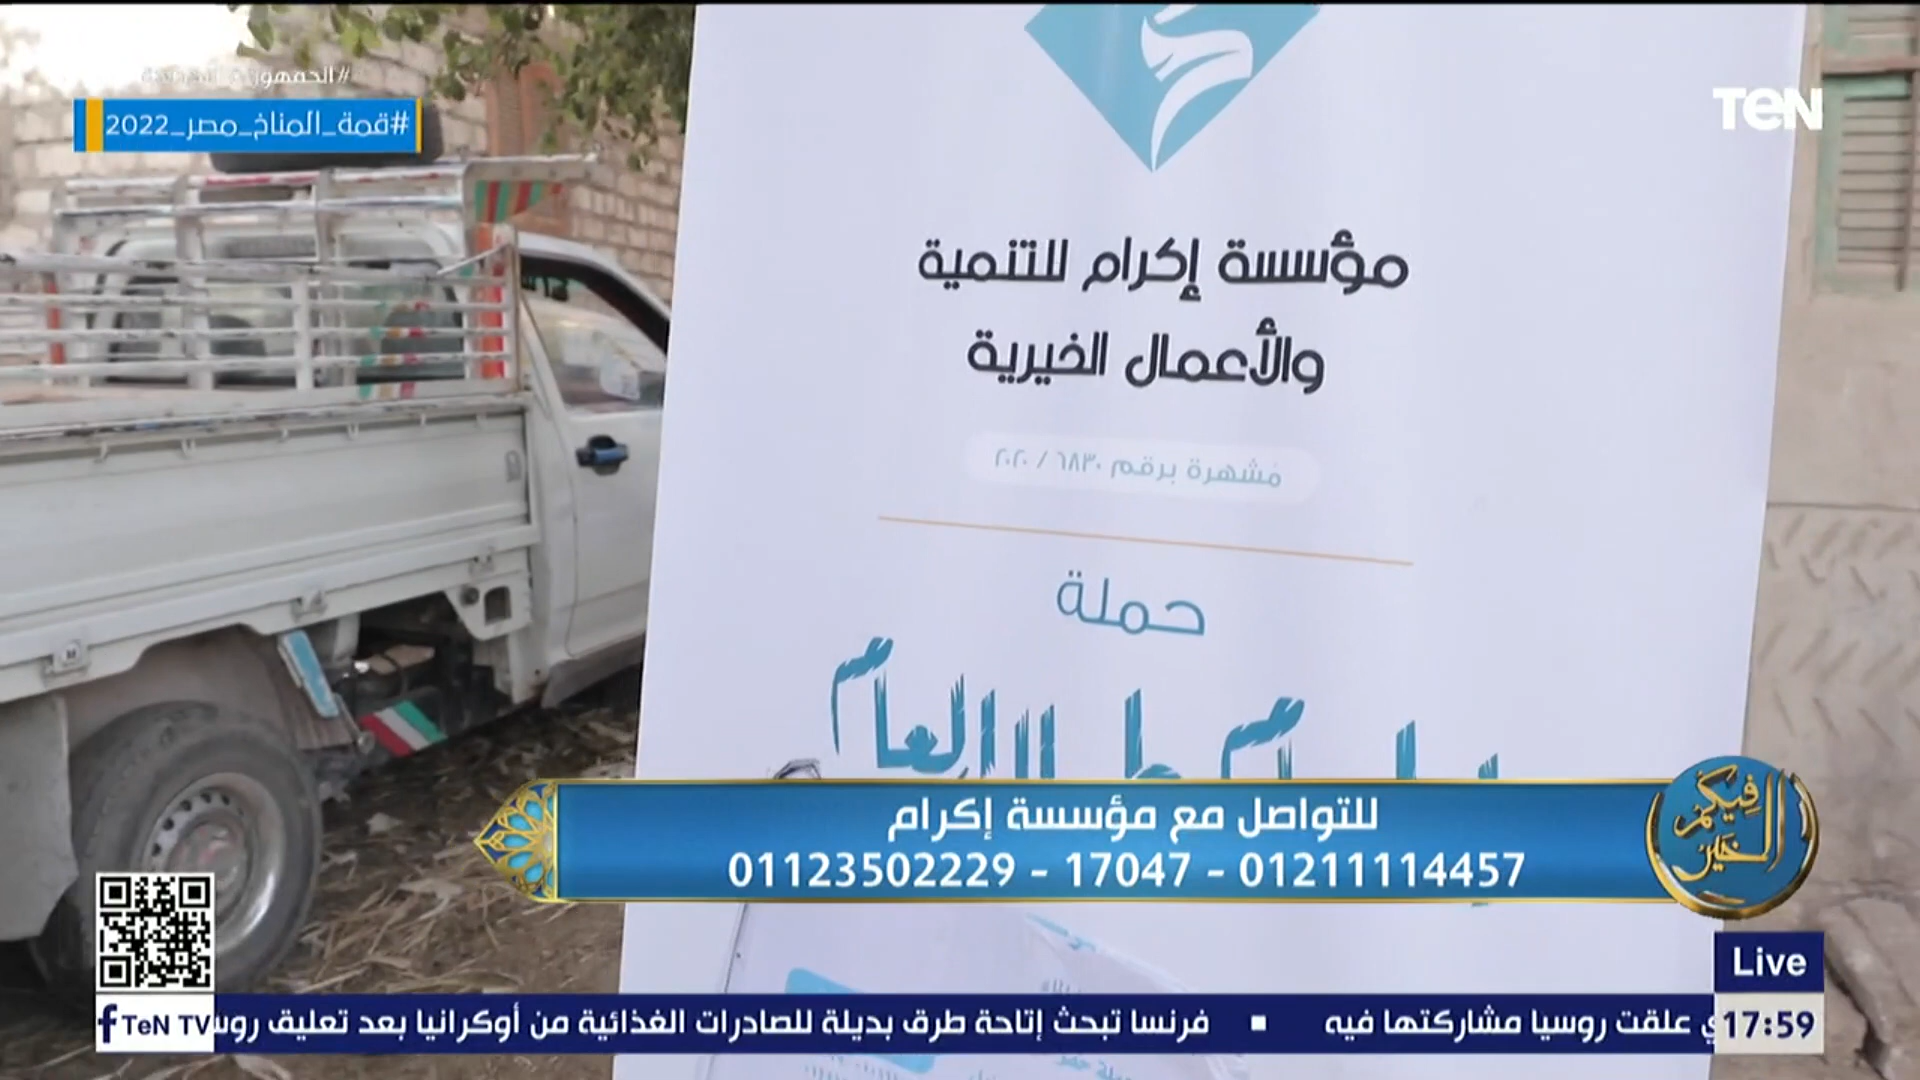 #قمة_المناخ_مصر_2022
TeN
مؤسسة إكرام للتنمية
والأعمال الخيرية
مشهرة برقم ٦٨٣٠ / ٢٠٢٠
حملة
العام
للتواصل مع مؤسسة إكرام
01123502229 - 17047 - 01211114457
فيكم الخير
Live
علقت روسيا مشاركتها فيه ■ فرنسا تبحث إتاحة طرق بديلة للصادرات الغذائية من أوكرانيا بعد تعليق
17:59
f TeN TV